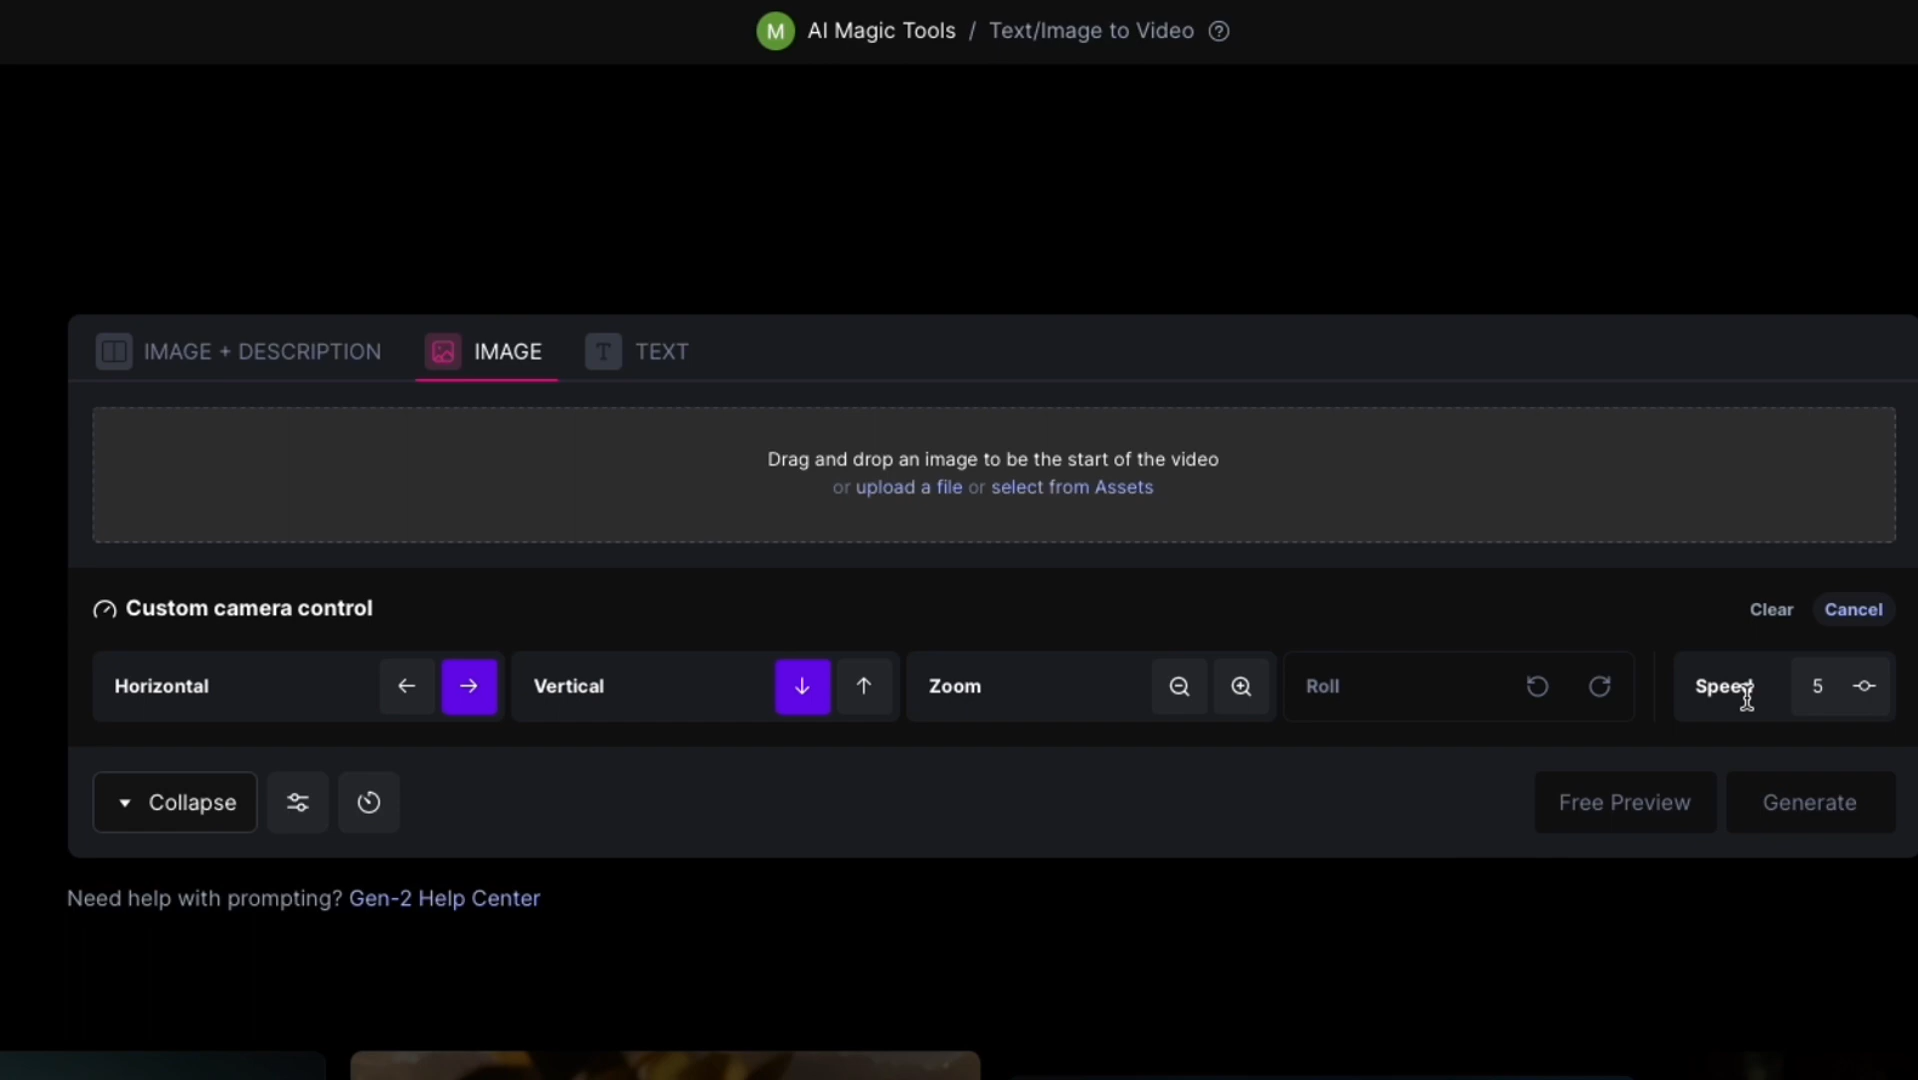 M AI Magic Tools / Text/Image to Video ?
IMAGE + DESCRIPTION IMAGE T TEXT
Drag and drop an image to be the start of the video
or upload a file or select from Assets
Custom camera control Clear Cancel
Horizontal Vertical Zoom Roll Speed 5
Collapse Free Preview Generate
Need help with prompting? Gen-2 Help Center